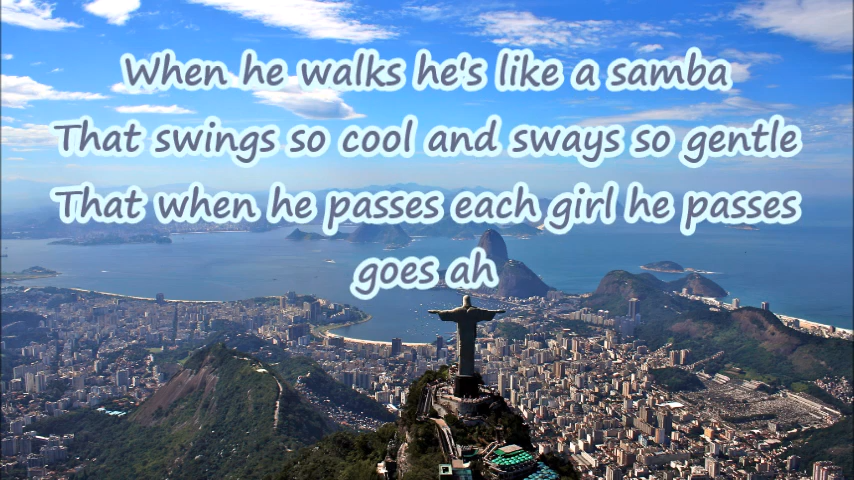 When he walks he's like a samba
That swings so cool and sways so gentle
That when he passes each girl he passes
goes ah